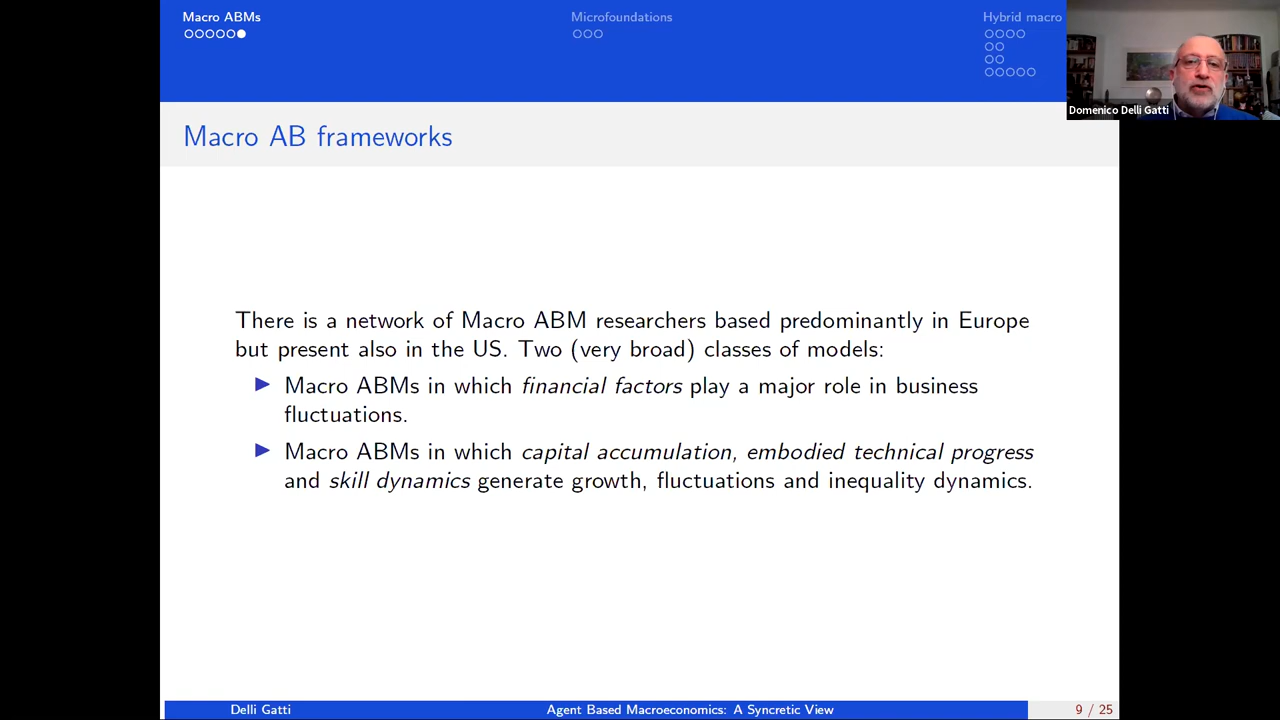 Macro ABMs
Microfoundations
Hybrid macro
Domenico Delli Gatti
Macro AB frameworks
There is a network of Macro ABM researchers based predominantly in Europe
but present also in the US. Two (very broad) classes of models:
Macro ABMs in which financial factors play a major role in business
fluctuations.
Macro ABMs in which capital accumulation, embodied technical progress
and skill dynamics generate growth, fluctuations and inequality dynamics.
Delli Gatti
Agent Based Macroeconomics: A Syncretic View
9 / 25